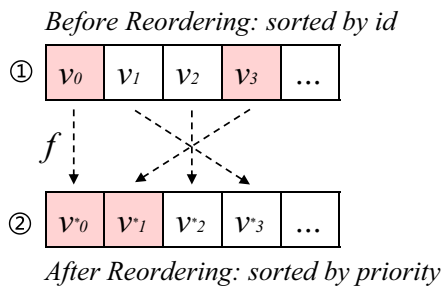 Before Reordering: sorted by id
① v0 v1 v2 v3 ...
f
② v*0 v*1 v*2 v*3 ...
After Reordering: sorted by priority